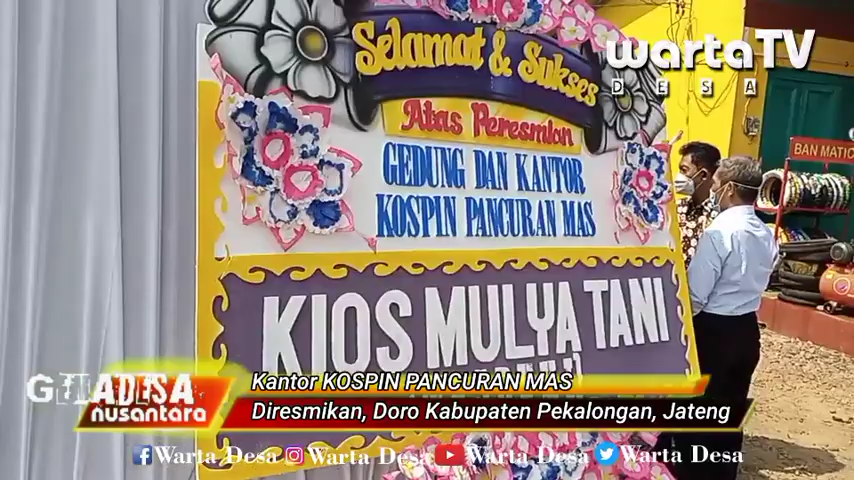 wartaTV
DESA
Selamat & Sukses
Atas Peresmian
GEDUNG DAN KANTOR
KOSPIN PANCURAN MAS
BAN MATIC
KIOS MULYA TANI
Kantor KOSPIN PANCURAN MAS
Diresmikan, Doro Kabupaten Pekalongan, Jateng
nusantara
Warta Desa Warta Desa Warta Desa Warta Desa